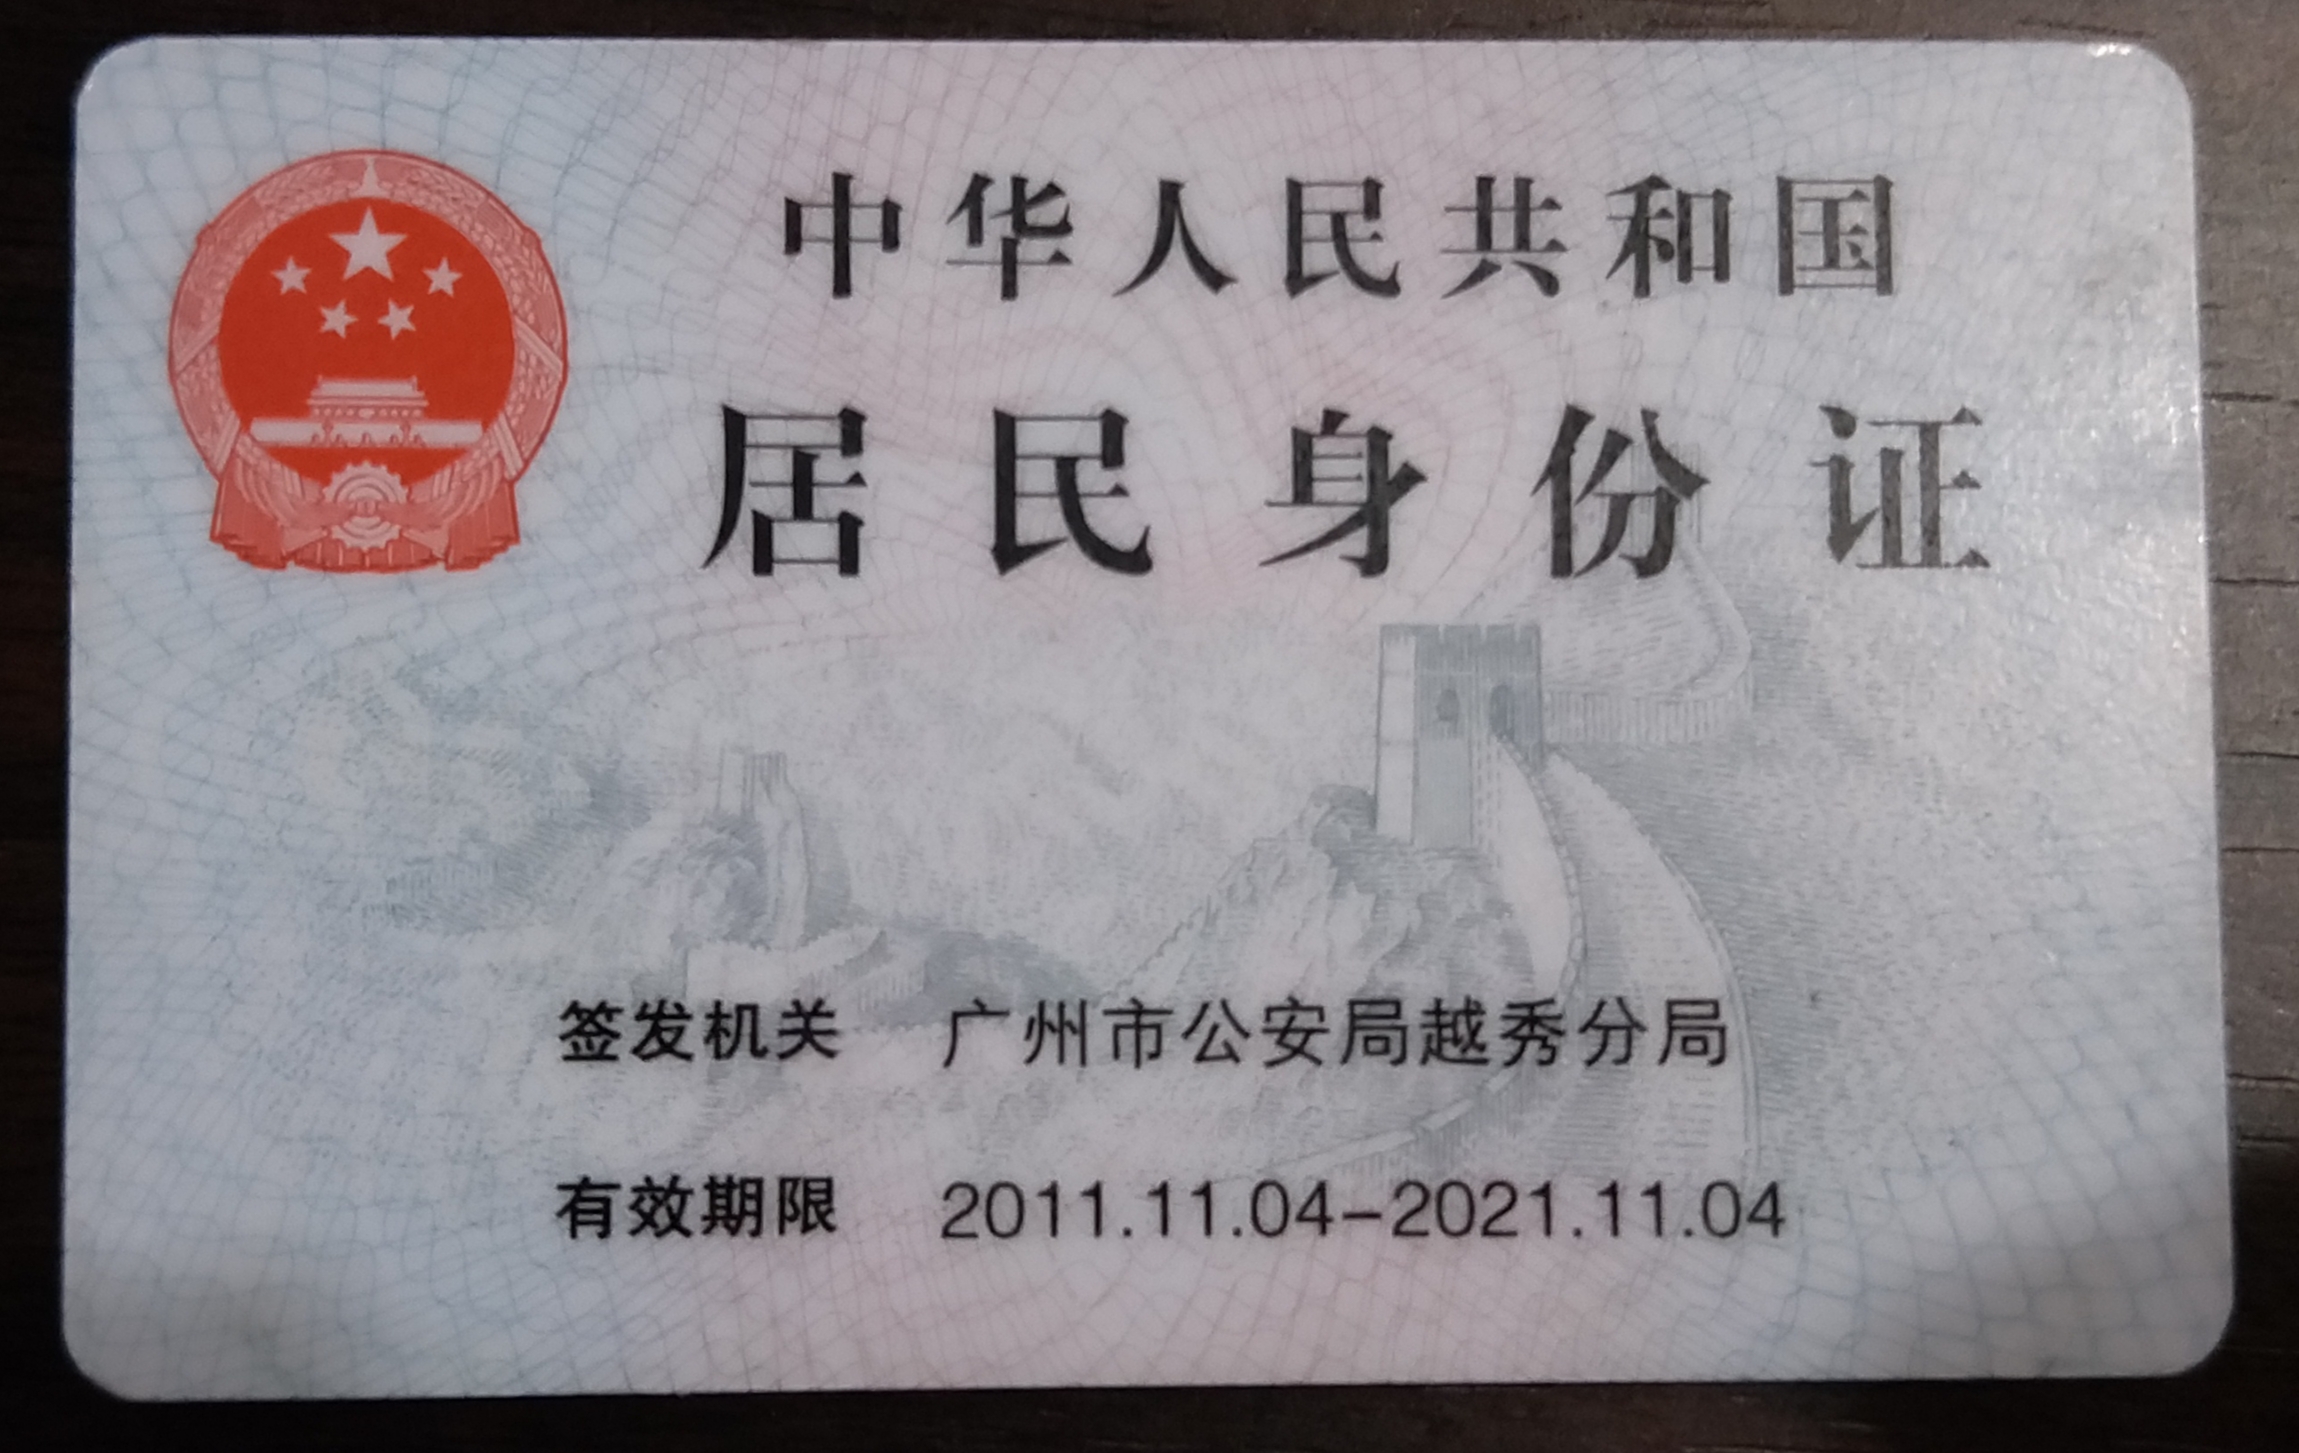 中华人民共和国
居民身份证
签发机关 广州市公安局越秀分局
有效期限 2011.11.04-2021.11.04